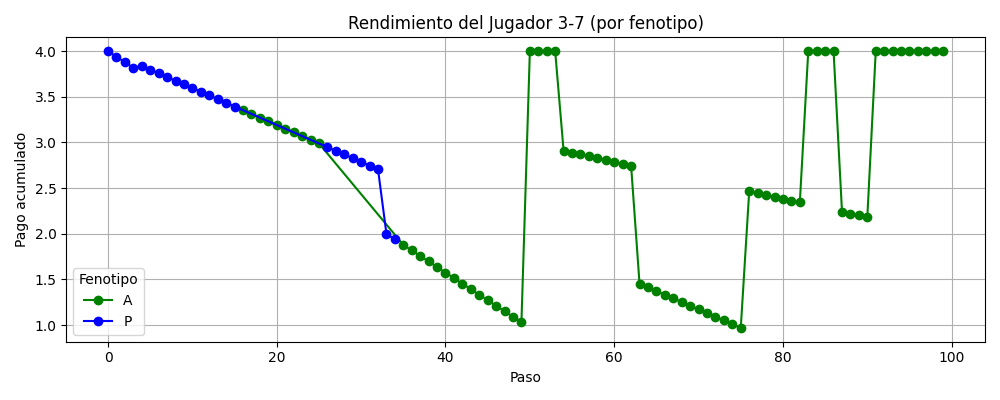 Rendimiento del Jugador 3-7 (por fenotipo)
Pago acumulado
4.0
3.5
3.0
2.5
2.0
1.5
1.0
Fenotipo
A
P
0
20
40
60
80
100
Paso